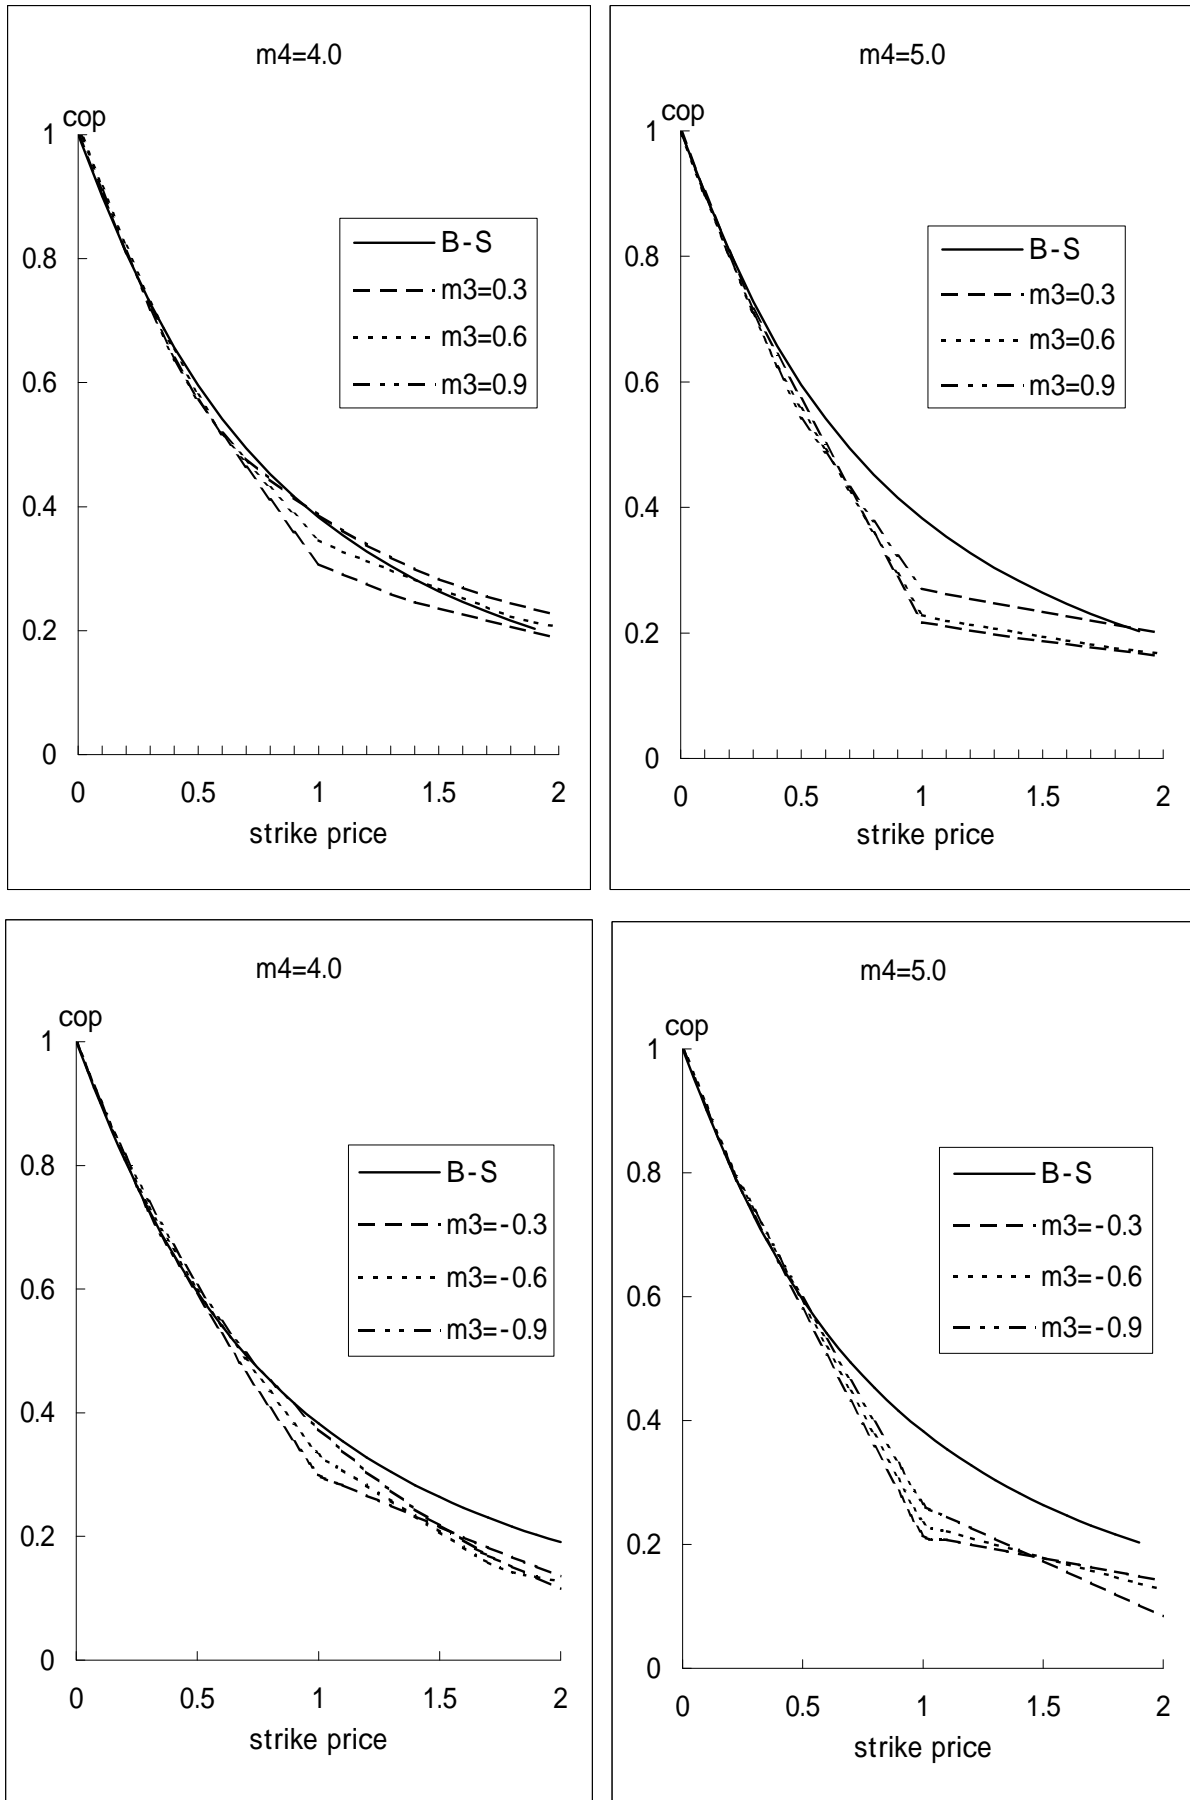 m4=4.0
cop
1
0.8
0.6
0.4
0.2
0
0 0.5 1 1.5 2
strike price
B-S
m3=0.3
m3=0.6
m3=0.9
m4=5.0
cop
1
0.8
0.6
0.4
0.2
0
0 0.5 1 1.5 2
strike price
B-S
m3=0.3
m3=0.6
m3=0.9
m4=4.0
cop
1
0.8
0.6
0.4
0.2
0
0 0.5 1 1.5 2
strike price
B-S
m3=-0.3
m3=-0.6
m3=-0.9
m4=5.0
cop
1
0.8
0.6
0.4
0.2
0
0 0.5 1 1.5 2
strike price
B-S
m3=-0.3
m3=-0.6
m3=-0.9